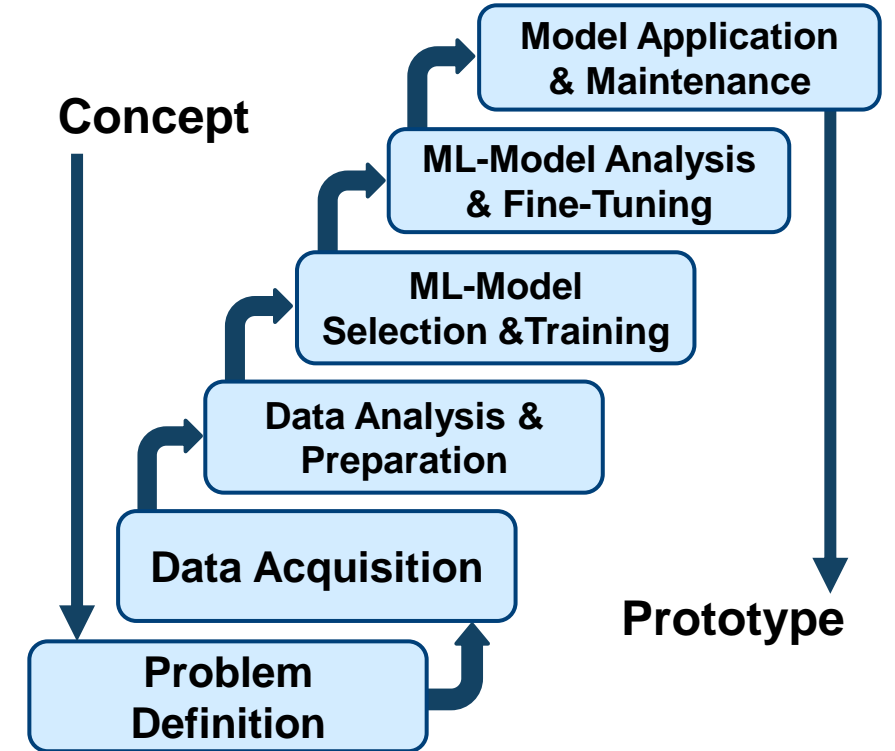 Model Application
& Maintenance
Concept
ML-Model Analysis
& Fine-Tuning
ML-Model
Selection &Training
Data Analysis &
Preparation
Data Acquisition
Prototype
Problem
Definition